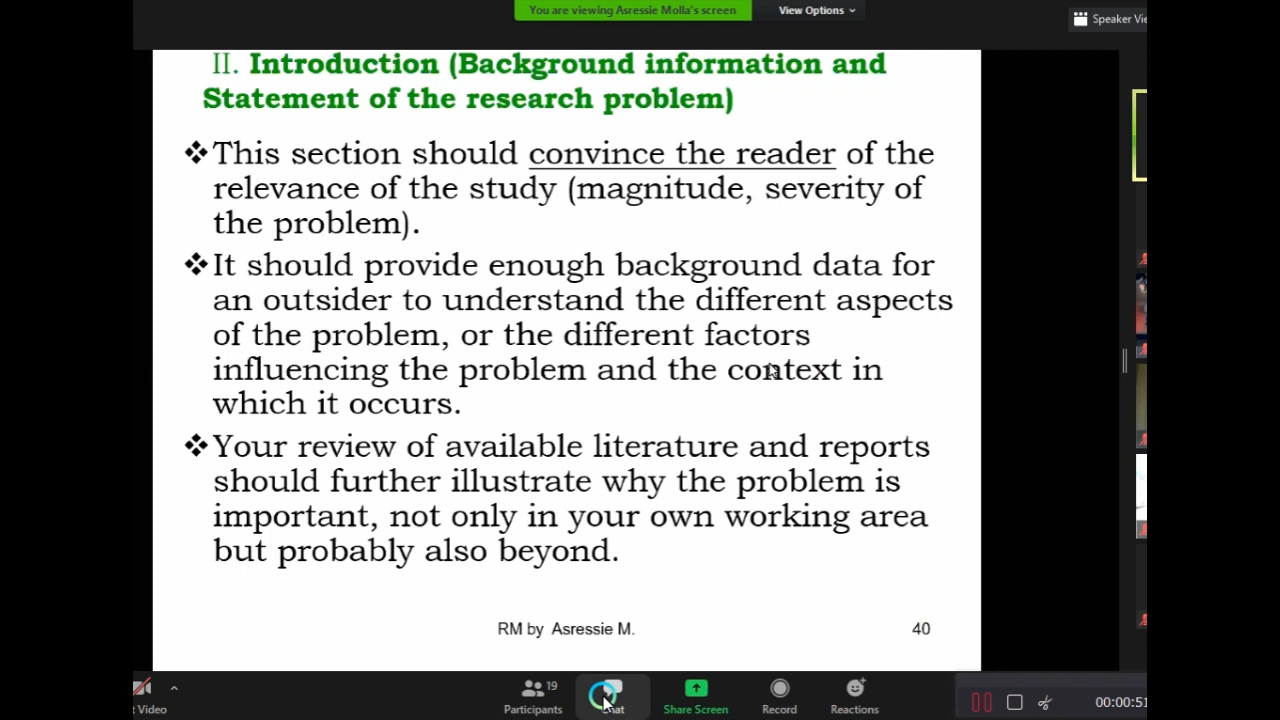 You are viewing Asressie Molla's screen
View Options
Speaker Vie
II. Introduction (Background information and
Statement of the research problem)
❖This section should convince the reader of the
relevance of the study (magnitude, severity of
the problem).
❖It should provide enough background data for
an outsider to understand the different aspects
of the problem, or the different factors
influencing the problem and the context in
which it occurs.
❖Your review of available literature and reports
should further illustrate why the problem is
important, not only in your own working area
but probably also beyond.
RM by Asressie M.
40
19
t Video
Participants
Share Screen
Record
Reactions
00:00:51